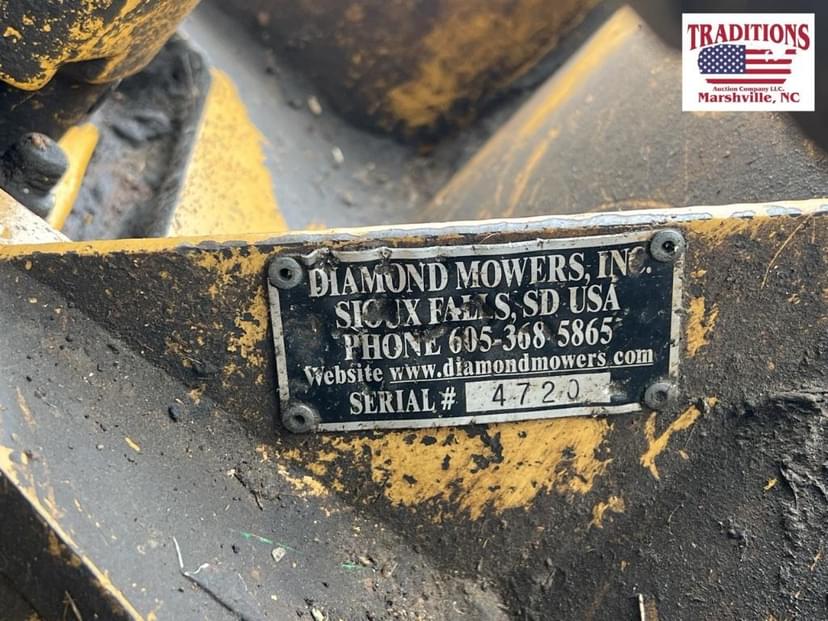 TRADITIONS
Auction Company LLC.
Marshville, NC
DIAMOND MOWERS, INC.
SIOUX FALLS, SD USA
PHONE 605-368-5865
Website www.diamondmowers.com
SERIAL # 4720